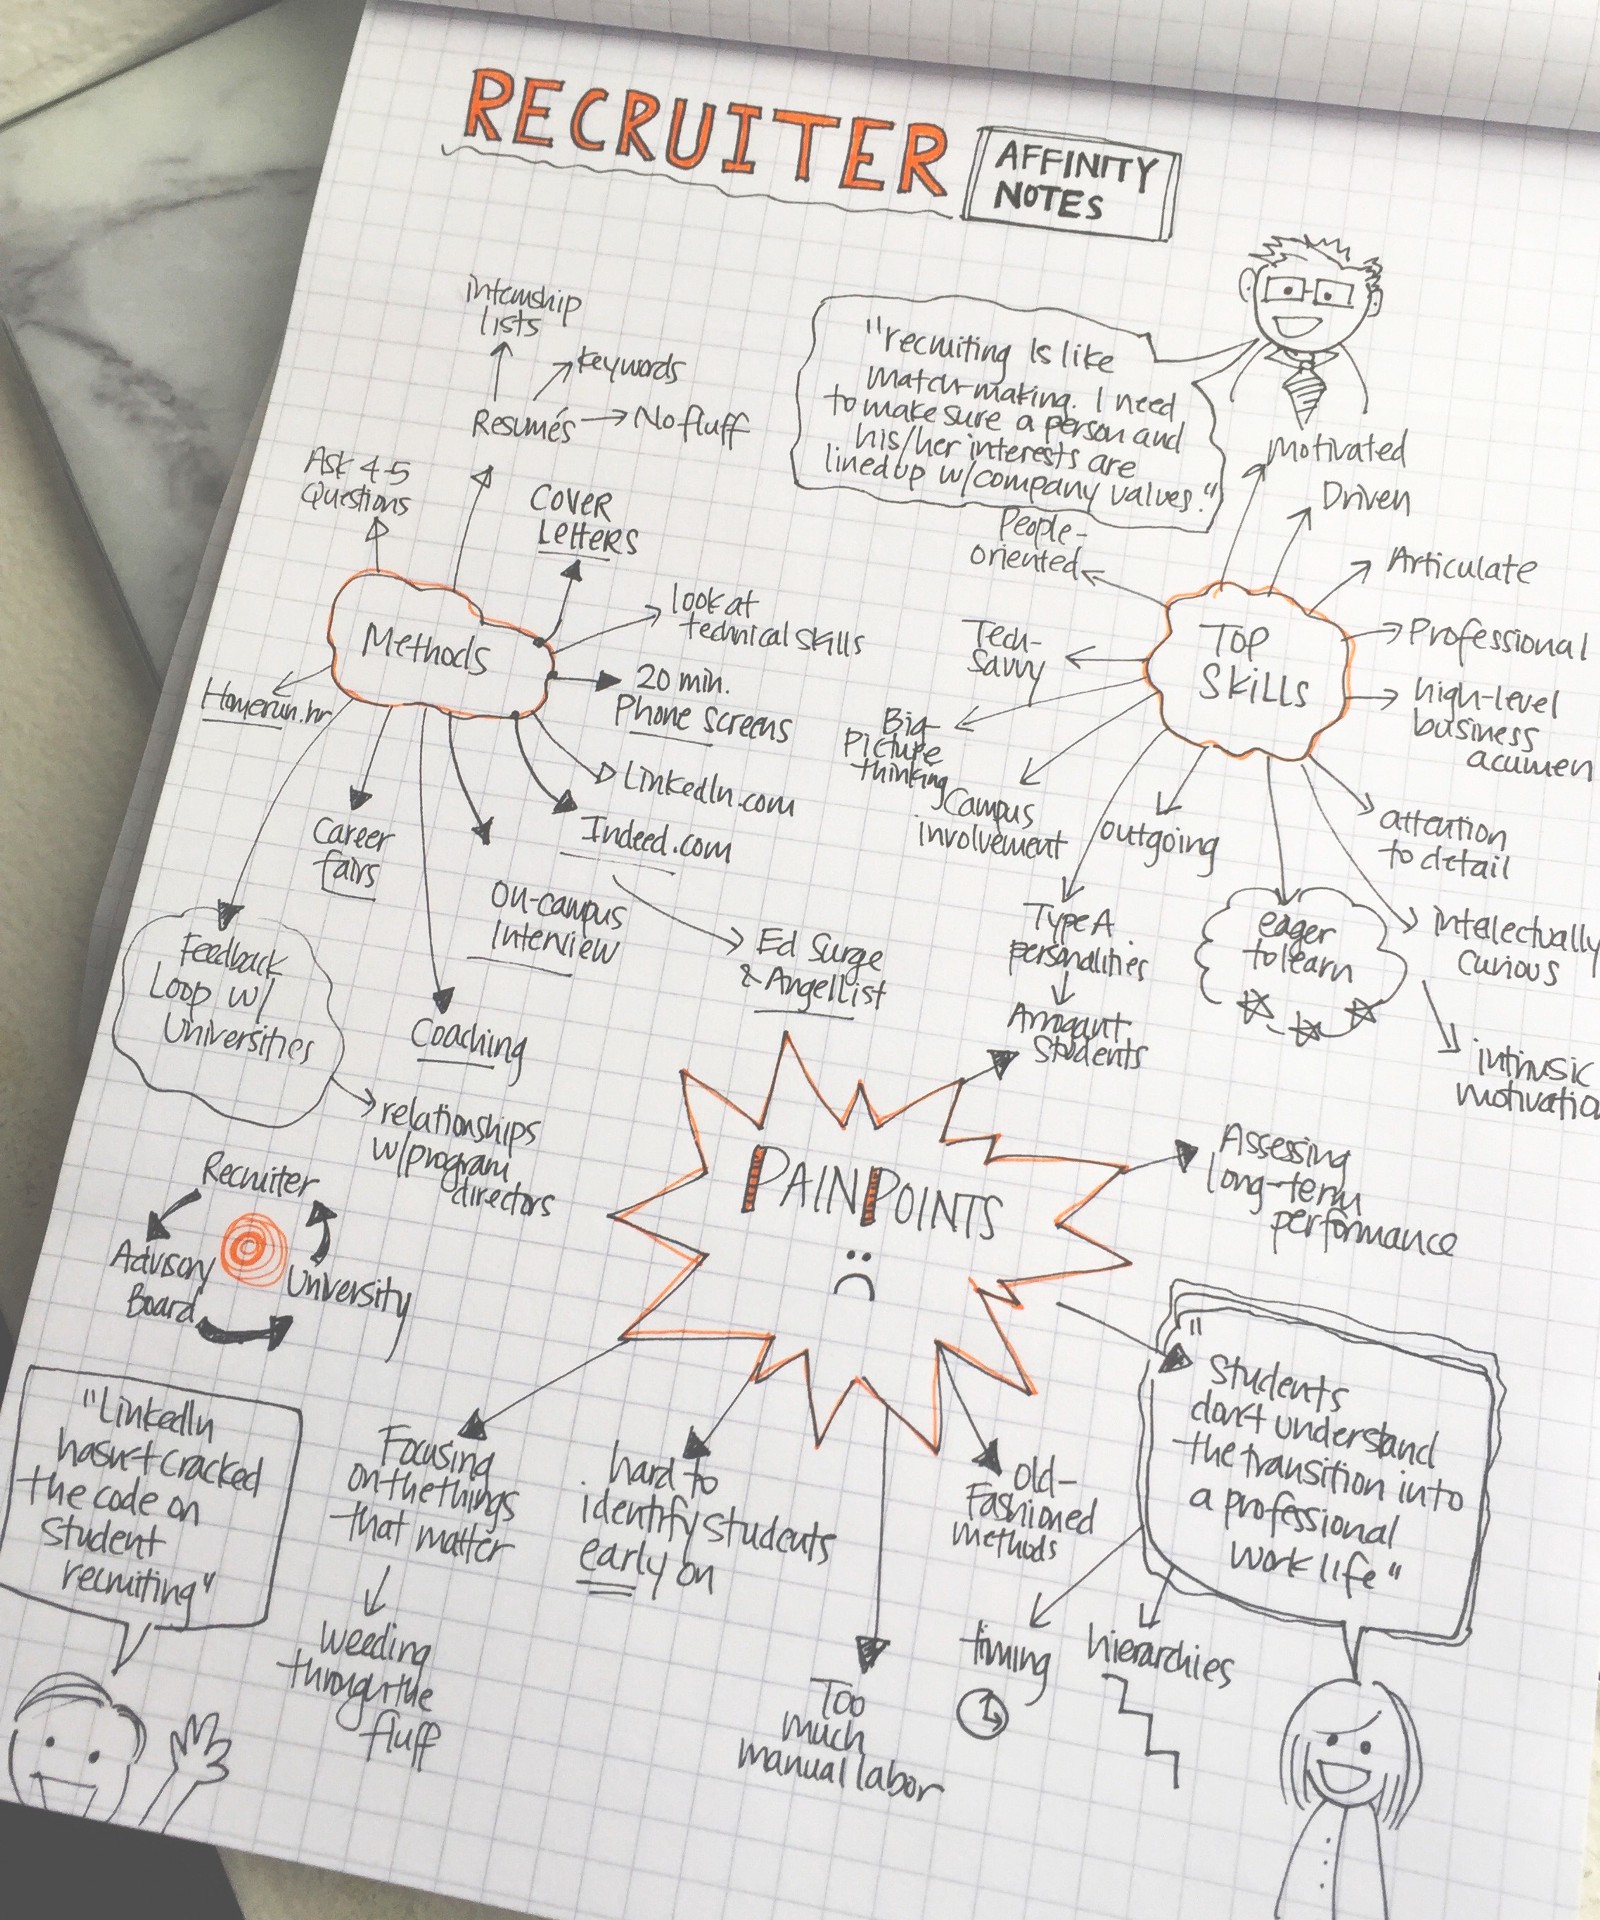 RECRUITER
AFFINITY
NOTES
internship
lists
keywords
Resumés
No fluff
Ask 4-5
Questions
COVER
LETTERS
look at
technical skills
Methods
20 min.
Phone screens
Homerun.hr
LinkedIn.com
Indeed.com
Career
fairs
On-campus
Interview
Ed Surge
& AngelList
Feedback
Loop w/
Universities
Coaching
relationships
w/program
directors
Recruiter
Advisory
Board
University
"recruiting Is like
match-making. I need
to make sure a person and
his/her interests are
lined up w/company values."
Motivated
Driven
People-
oriented
Articulate
Tech-
Savvy
TOP
SKILLS
Professional
high-level
business
acumen
Big-
Picture
thinking
Campus
involvement
outgoing
attention
to detail
Type A
personalities
eager
to learn
intelectually
curious
Arrogant
Students
intrinsic
motivatio
PAINPOINTS
Assessing
long-term
performance
"LinkedIn
hasn't cracked
the code on
student
recruiting"
Focusing
on the things
that matter
hard to
identify students
early on
old-
Fashioned
methods
"
Students
don't understand
the transition into
a professional
work life"
weeding
through the
fluff
Too
much
manual labor
timing
hierarchies